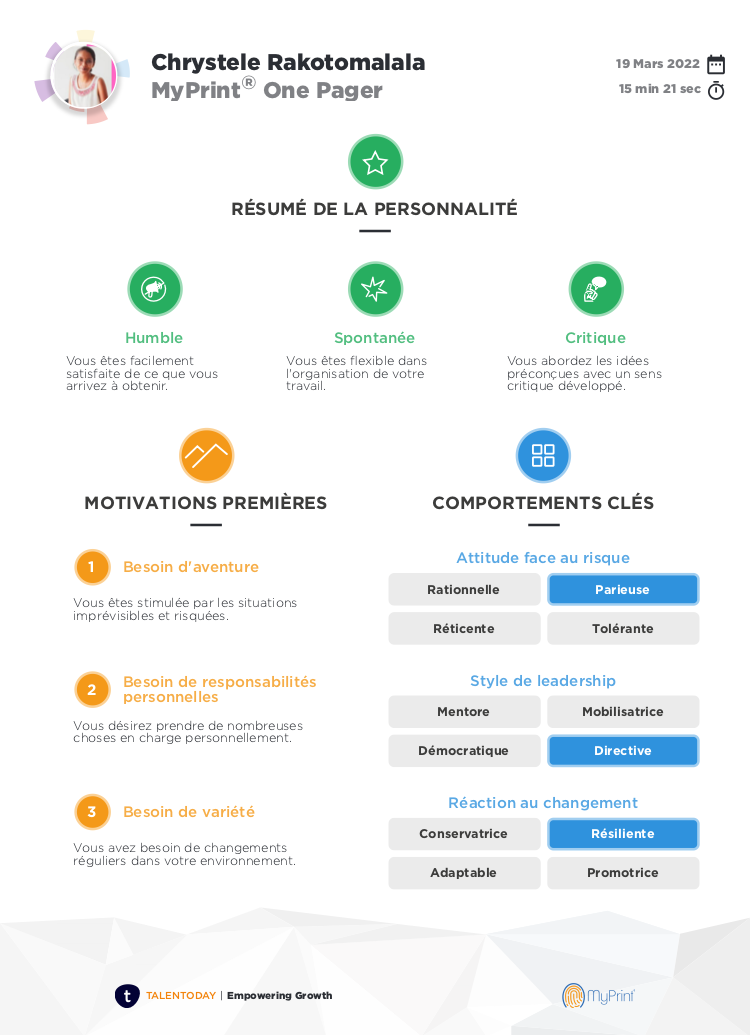 Chrystele Rakotomalala
MyPrint® One Pager
19 Mars 2022
15 min 21 sec
RÉSUMÉ DE LA PERSONNALITÉ
Humble
Vous êtes facilement
satisfaite de ce que vous
arrivez à obtenir.
Spontanée
Vous êtes flexible dans
l'organisation de votre
travail.
Critique
Vous abordez les idées
préconçues avec un sens
critique développé.
MOTIVATIONS PREMIÈRES
1 Besoin d'aventure
Vous êtes stimulée par les situations
imprévisibles et risquées.
2 Besoin de responsabilités
personnelles
Vous désirez prendre de nombreuses
choses en charge personnellement.
3 Besoin de variété
Vous avez besoin de changements
réguliers dans votre environnement.
COMPORTEMENTS CLÉS
Attitude face au risque
Rationnelle Parieuse
Réticente Tolérante
Style de leadership
Mentore Mobilisatrice
Démocratique Directive
Réaction au changement
Conservatrice Résiliente
Adaptable Promotrice
t TALENTODAY | Empowering Growth
MyPrint®